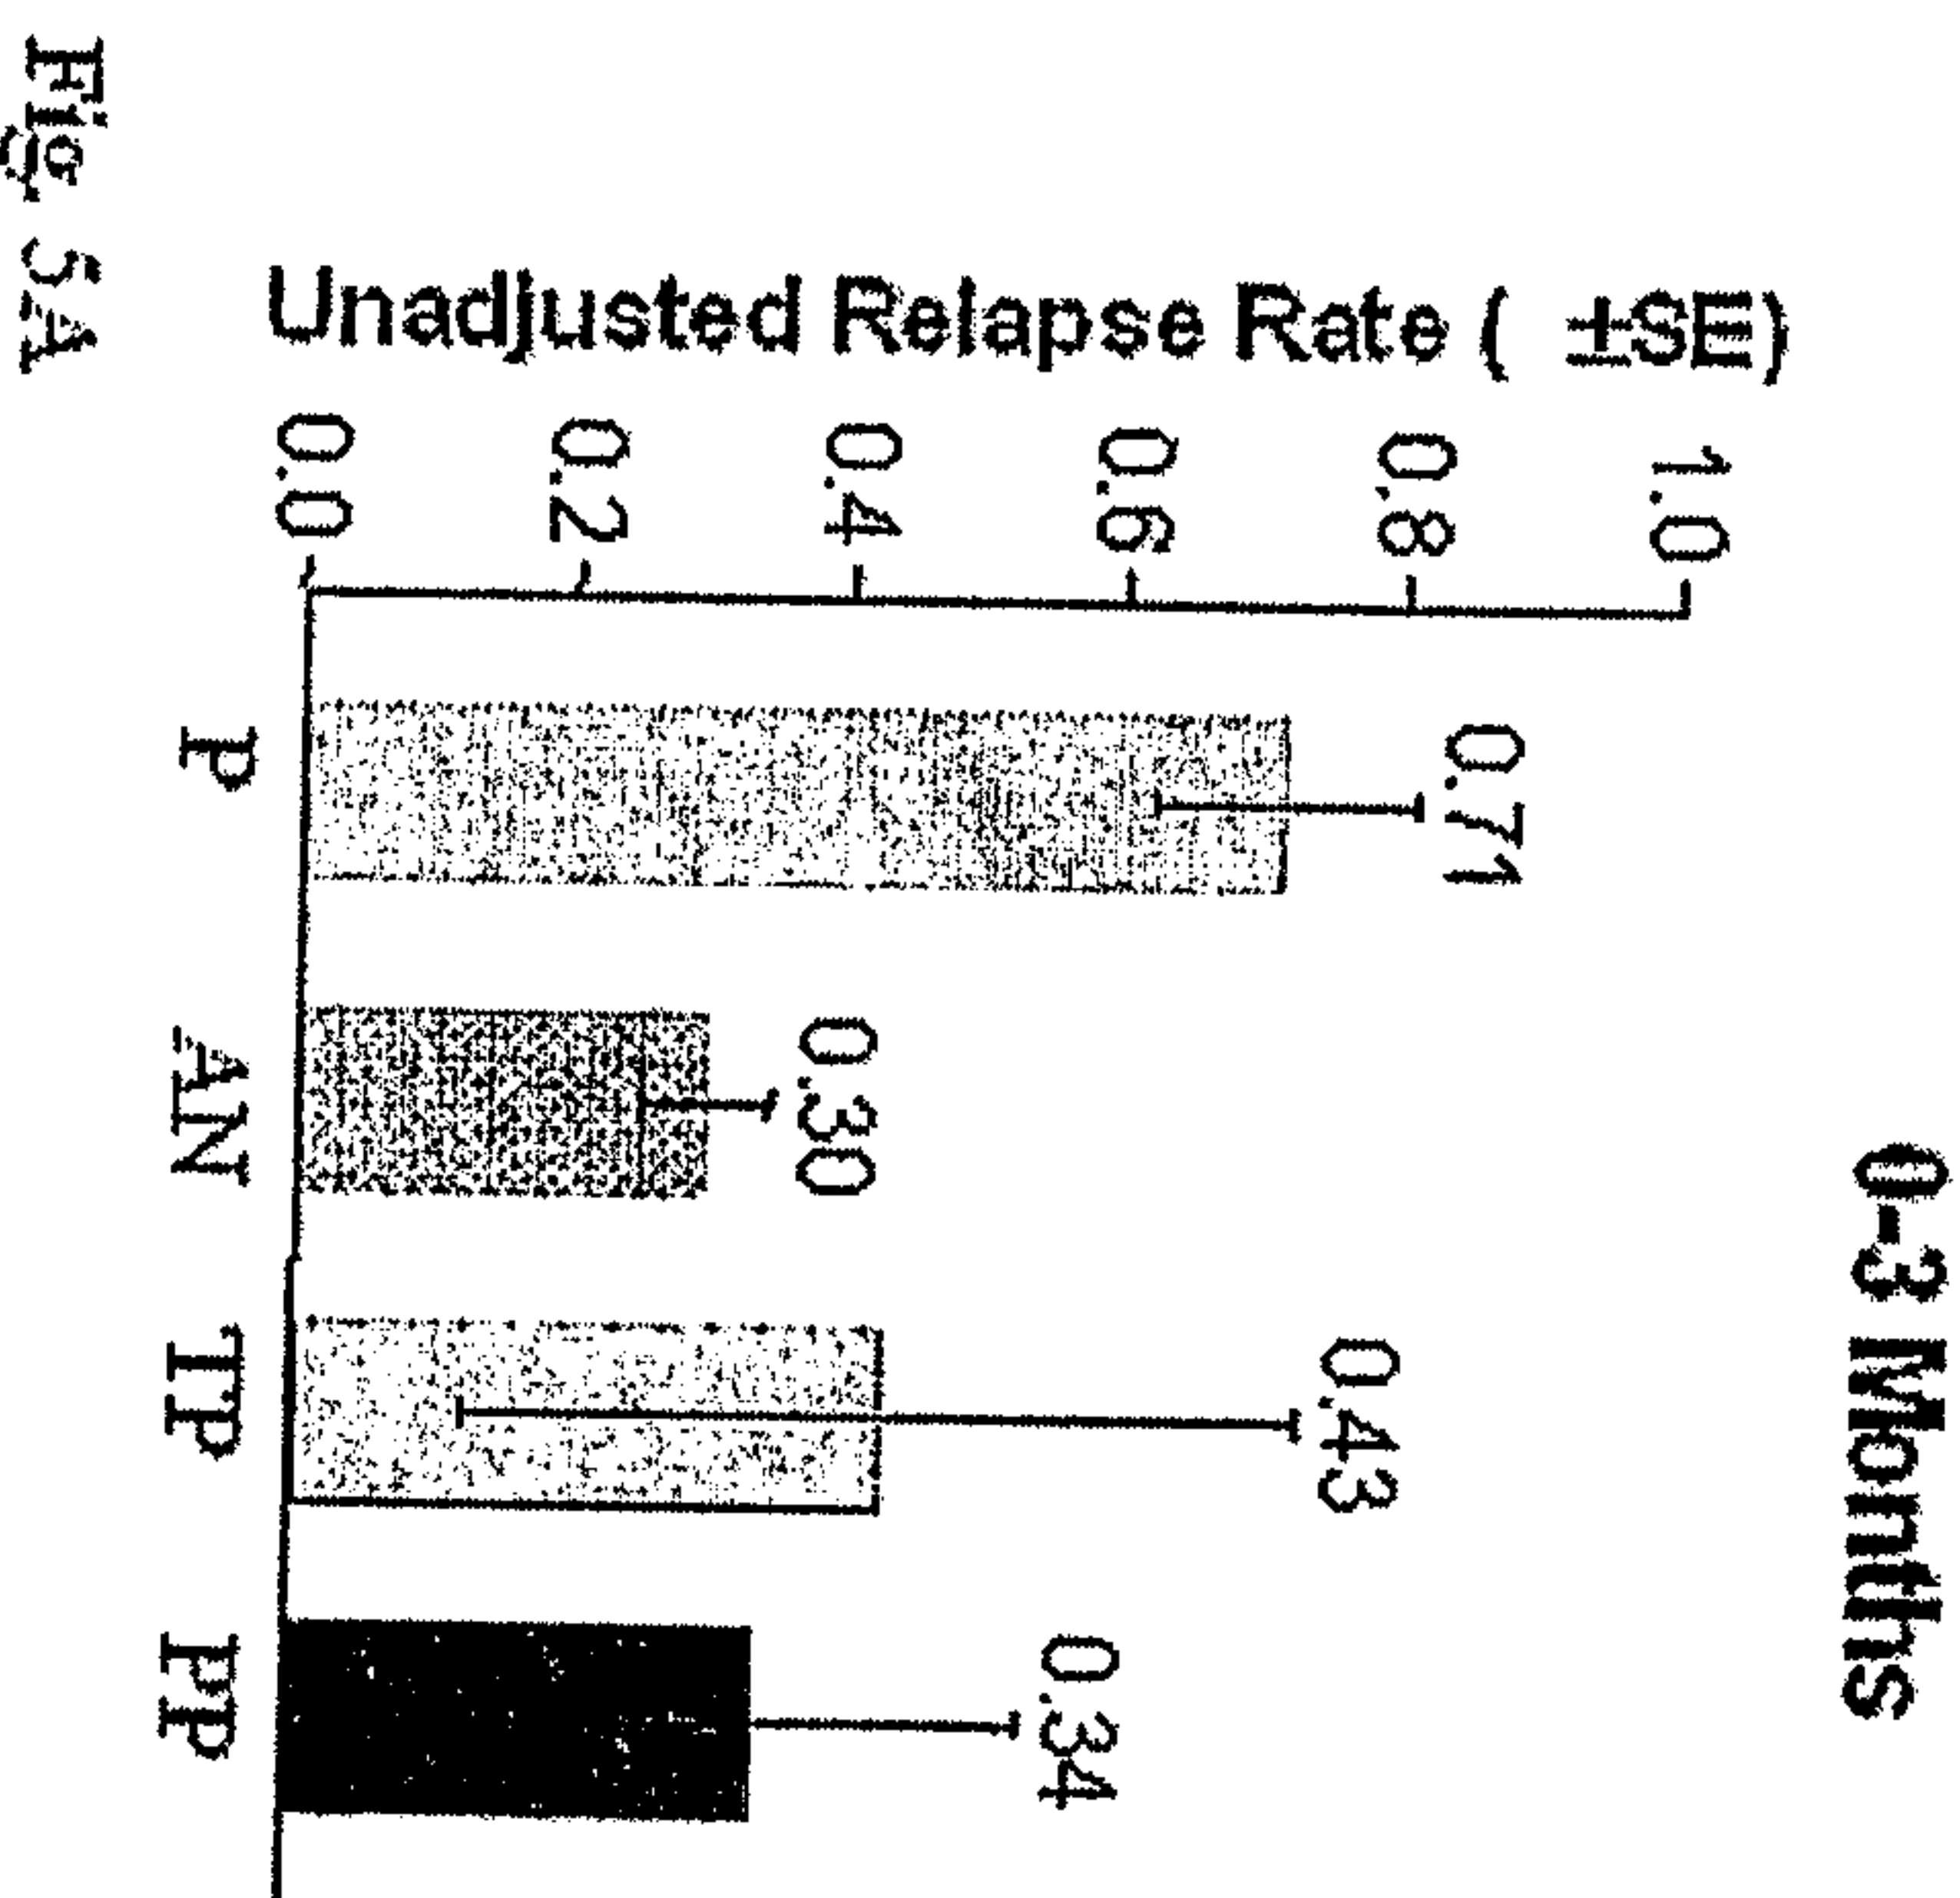 0-3 Months
Unadjusted Relapse Rate ( ±SE)
1.0
0.8
0.6
0.4
0.2
0.0
0.71
0.30
0.43
0.34
P
AN
TP
PP
Fig. 5A